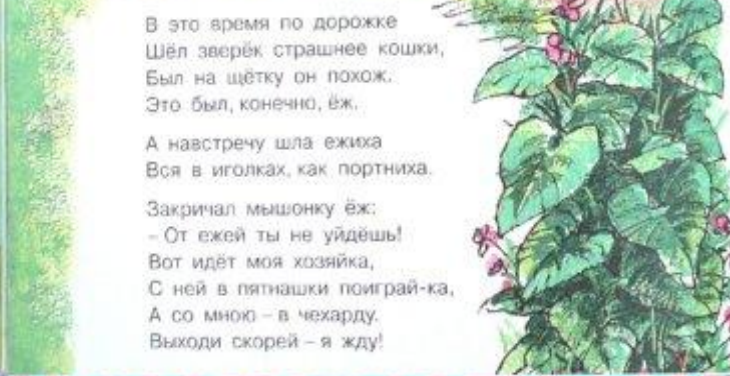 В это время по дорожке
Шёл зверёк страшнее кошки,
Был на щётку он похож.
Это был, конечно, ёж.
А навстречу шла ежиха
Вся в иголках, как портниха.
Закричал мышонку ёж:
– От ежей ты не уйдёшь!
Вот идёт моя хозяйка,
С ней в пятнашки поиграй-ка,
А со мною – в чехарду.
Выходи скорей – я жду!